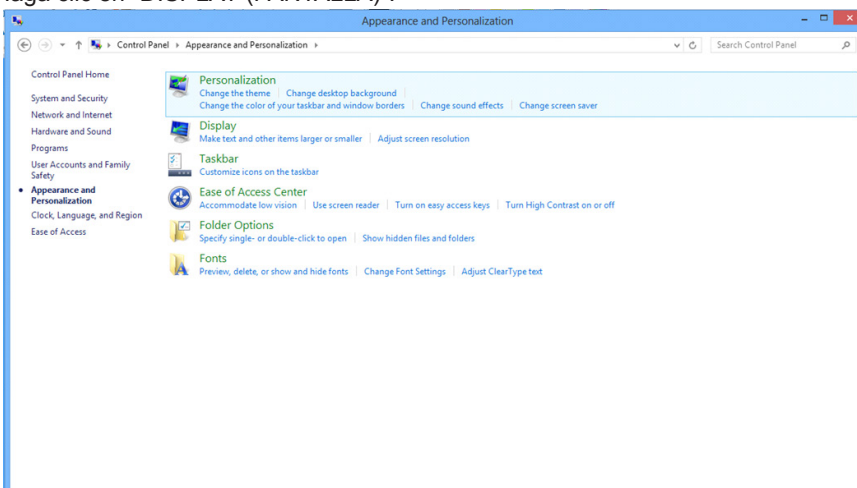 haga clic en "DISPLAY (PANTALLA)".
Appearance and Personalization
Control Panel Appearance and Personalization
Search Control Panel
Control Panel Home
System and Security
Network and Internet
Hardware and Sound
Programs
User Accounts and Family
Safety
Appearance and
Personalization
Clock, Language, and Region
Ease of Access
Personalization
Change the theme Change desktop background
Change the color of your taskbar and window borders Change sound effects Change screen saver
Display
Make text and other items larger or smaller Adjust screen resolution
Taskbar
Customize icons on the taskbar
Ease of Access Center
Accommodate low vision Use screen reader Turn on easy access keys Turn High Contrast on or off
Folder Options
Specify single- or double-click to open Show hidden files and folders
Fonts
Preview, delete, or show and hide fonts Change Font Settings Adjust ClearType text